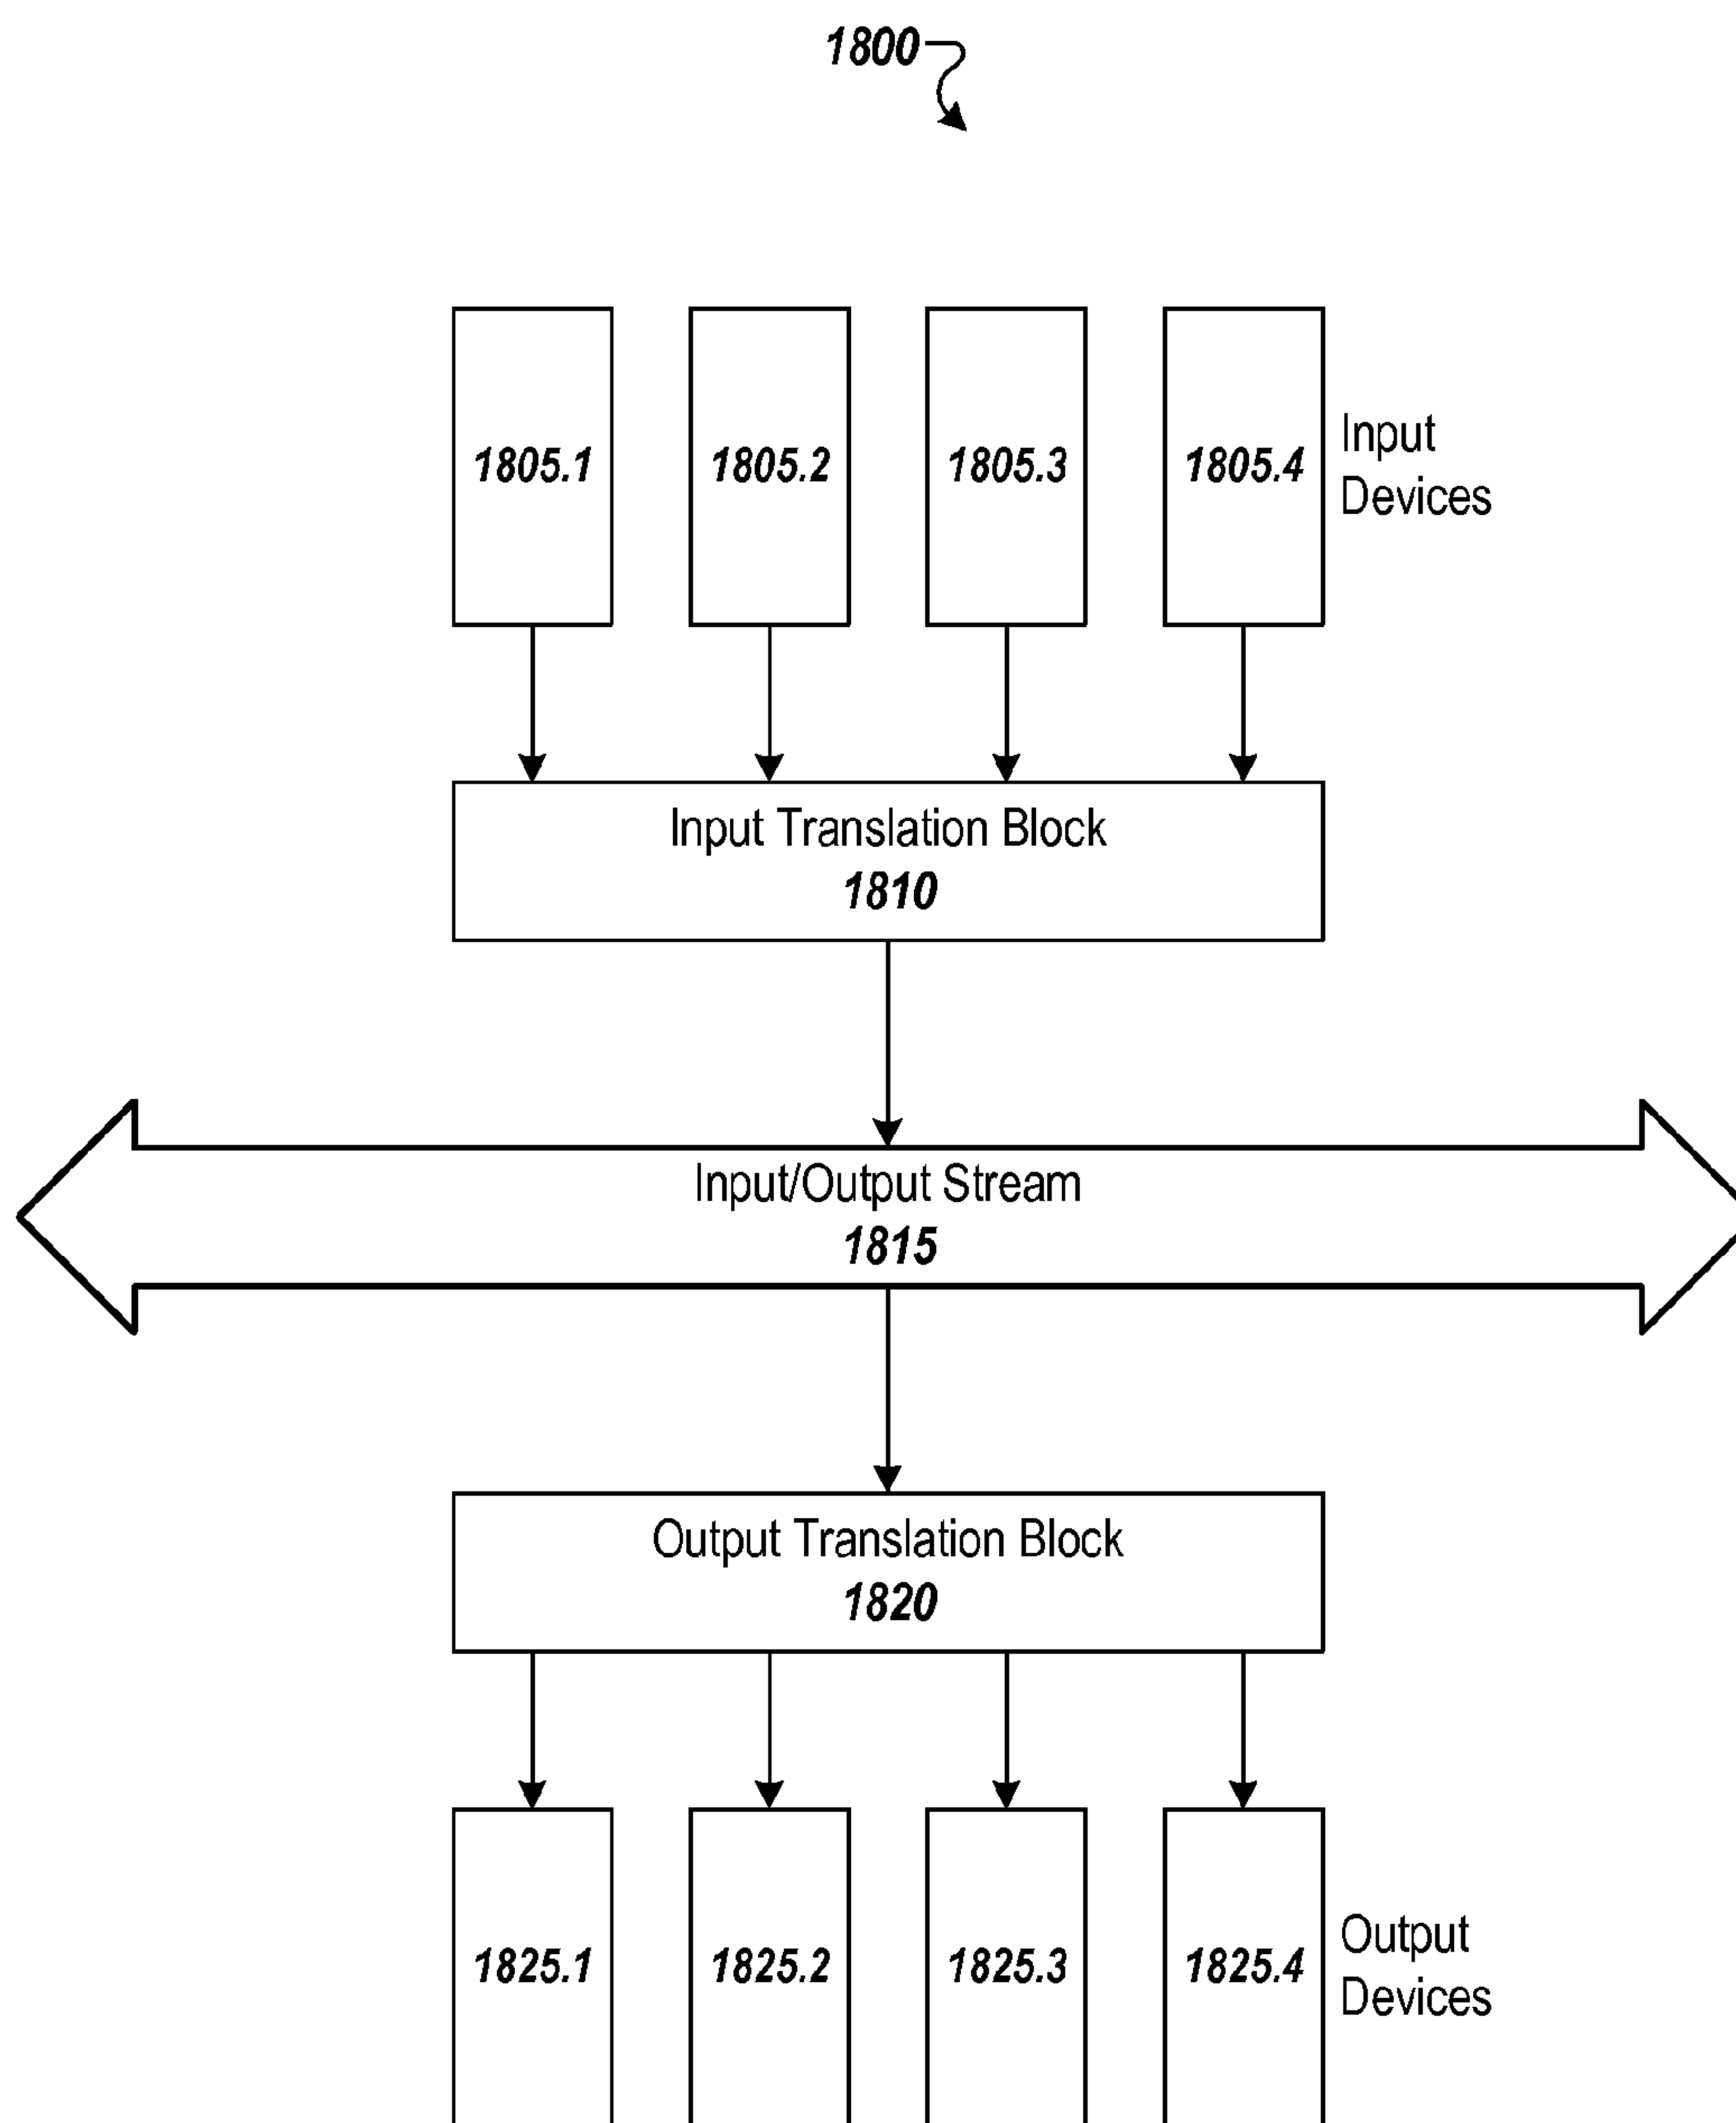 1800
1805.1 1805.2 1805.3 1805.4
Input
Devices
Input Translation Block
1810
Input/Output Stream
1815
Output Translation Block
1820
1825.1 1825.2 1825.3 1825.4
Output
Devices